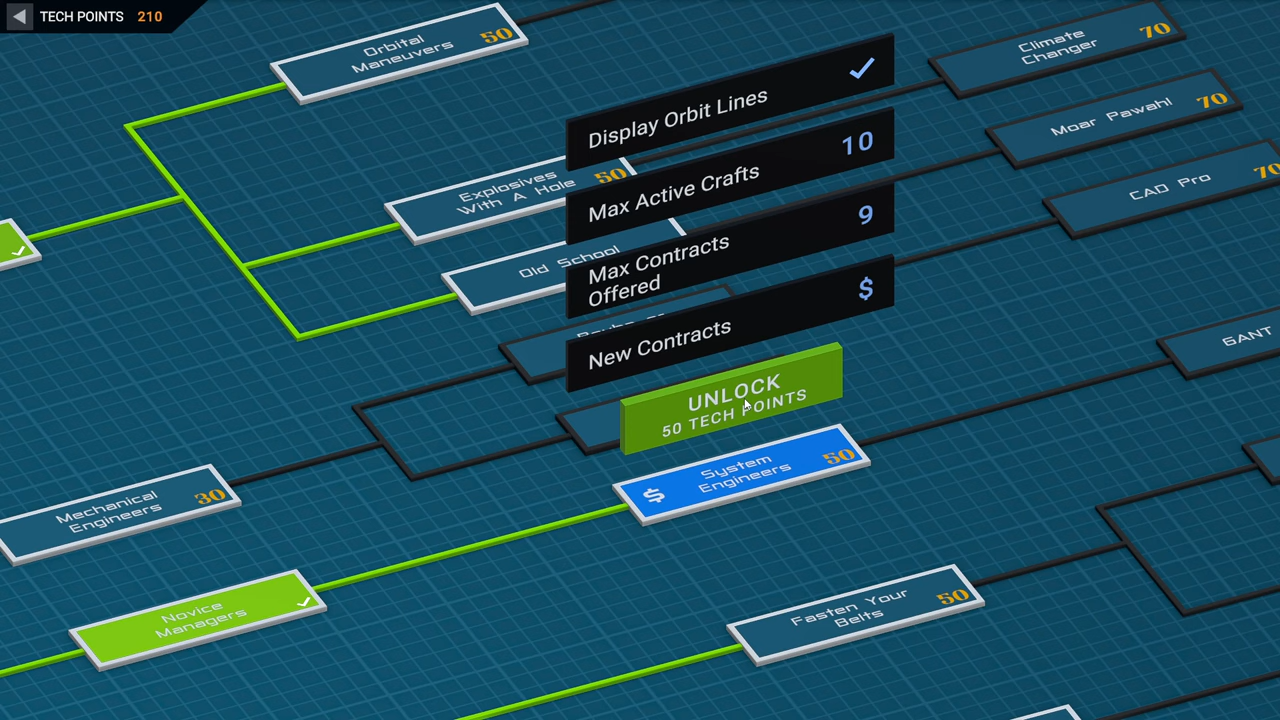 TECH POINTS 210
Orbital
Maneuvers
50
Climate
Changer
70
Display Orbit Lines
Moar Pawah!
70
Max Active Crafts
10
Explosives
With A Hole
50
CAD Pro
70
Max Contracts
Offered
9
Old School
New Contracts
$
GANT
UNLOCK
50 TECH POINTS
$
System
Engineers
50
Mechanical
Engineers
30
Novice
Managers
Fasten Your
Belts
50